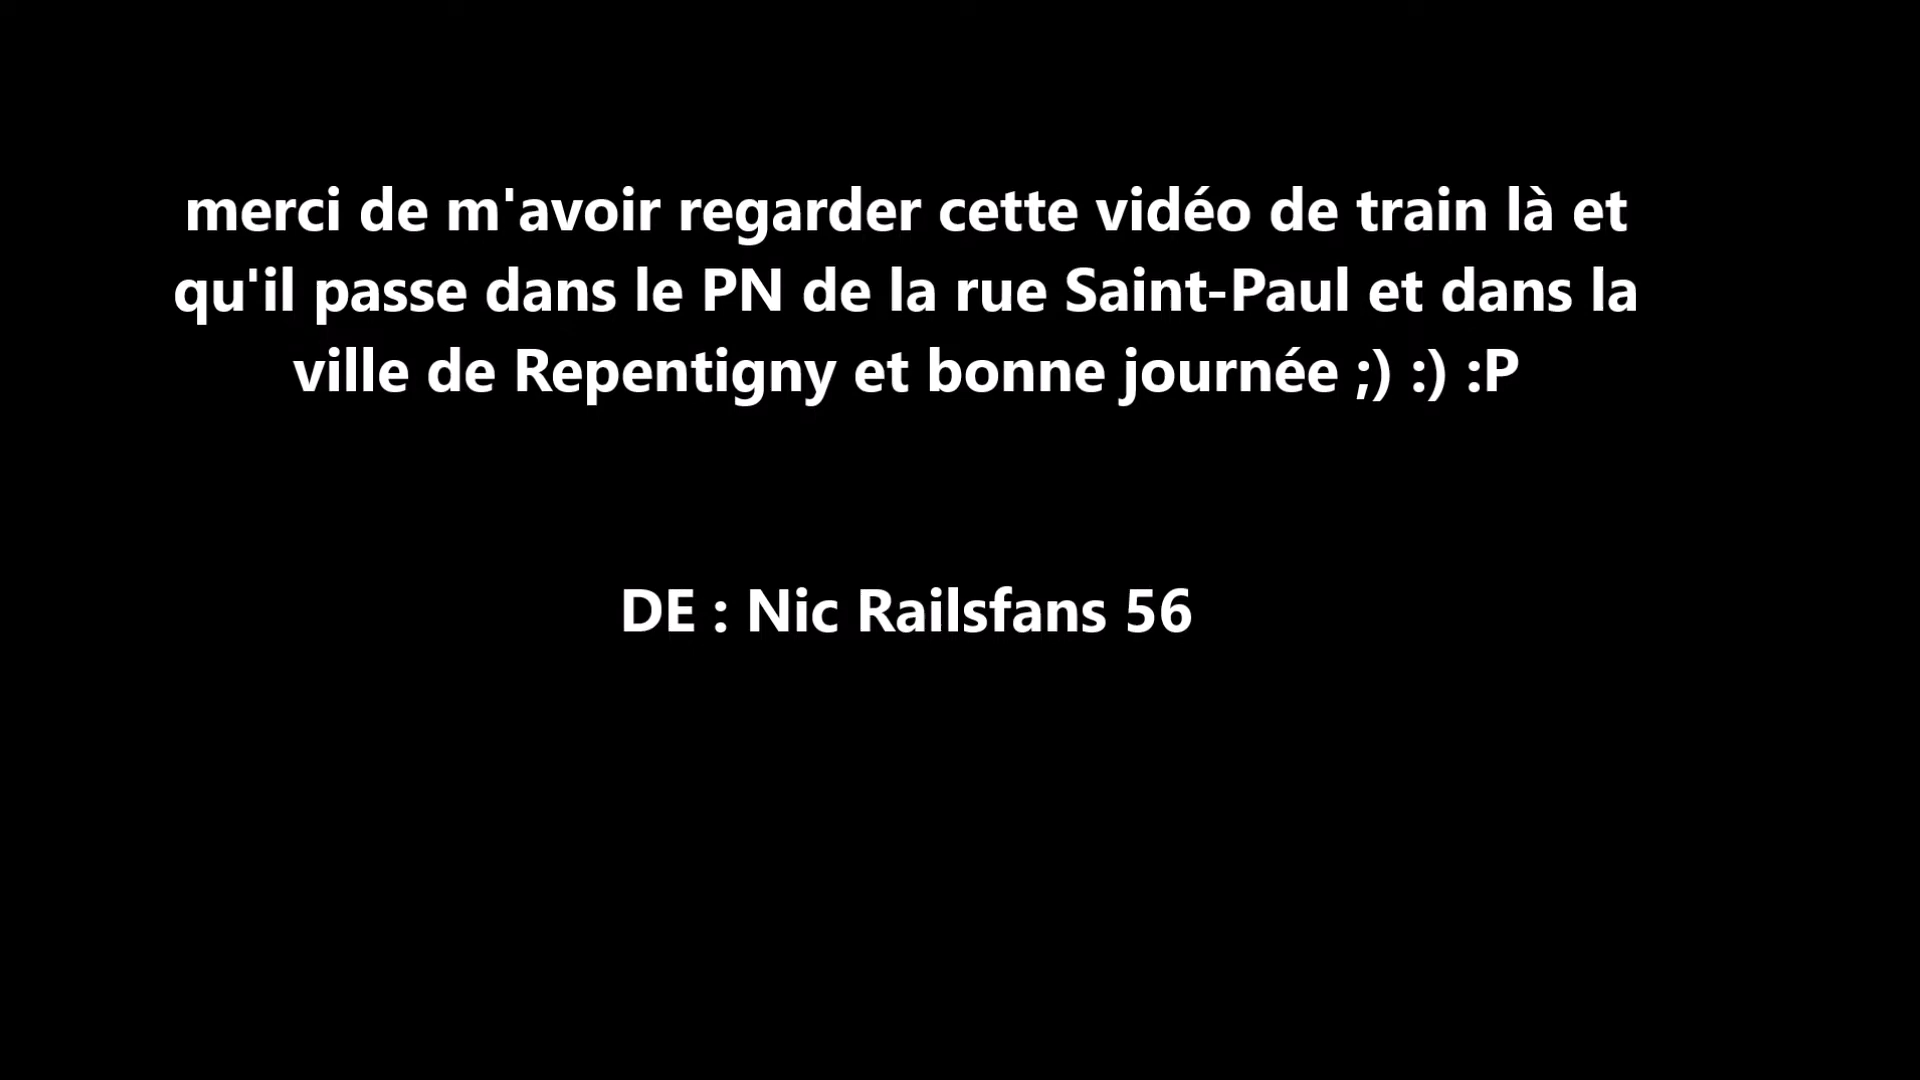 merci de m'avoir regarder cette vidéo de train là et
qu'il passe dans le PN de la rue Saint-Paul et dans la
ville de Repentigny et bonne journée ;) :) :P
DE : Nic Railsfans 56